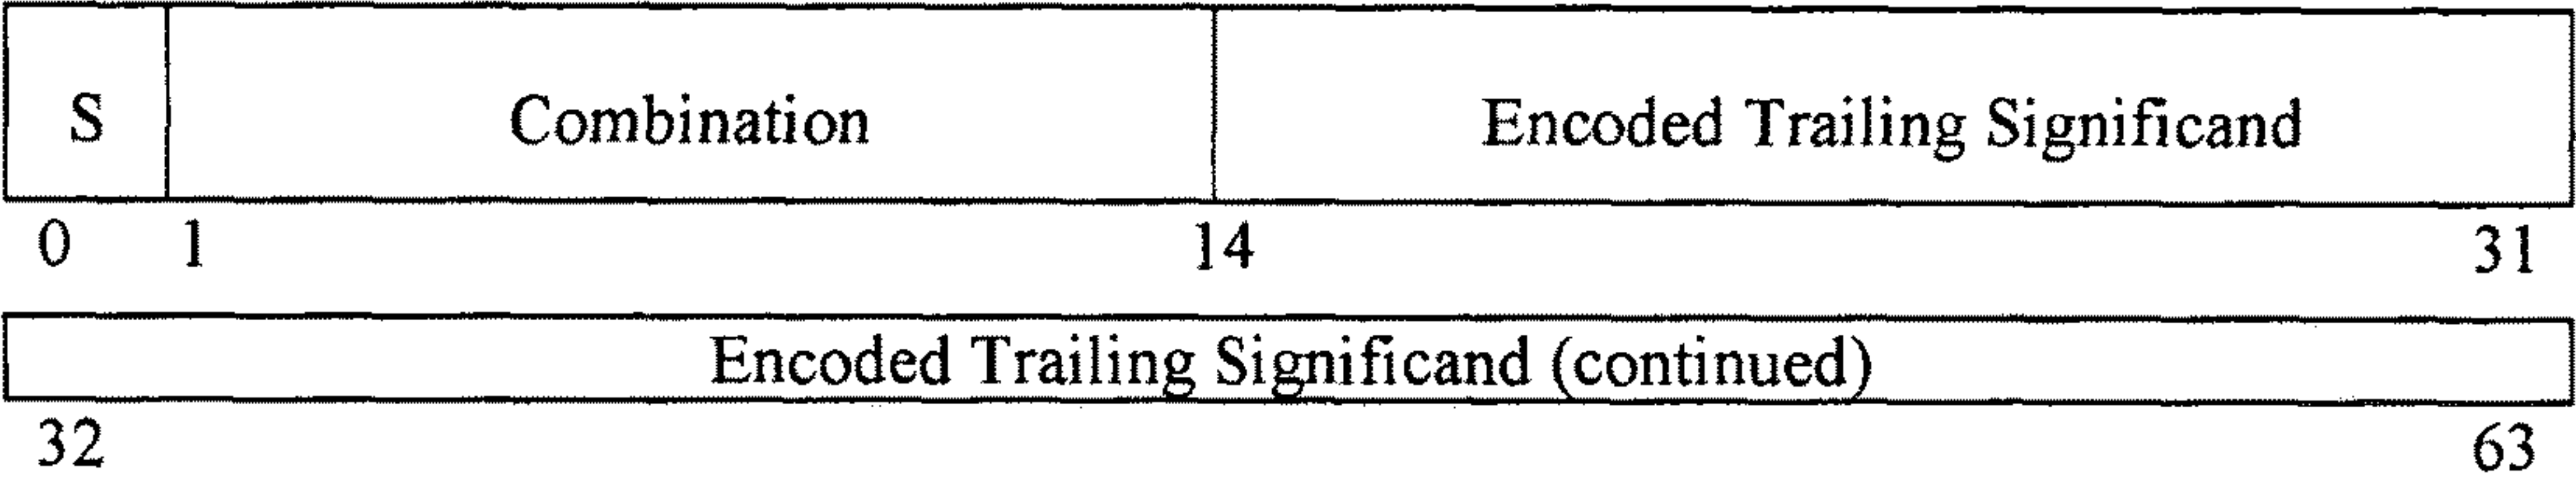 S Combination Encoded Trailing Significand
0 1 14 31
Encoded Trailing Significand (continued)
32 63